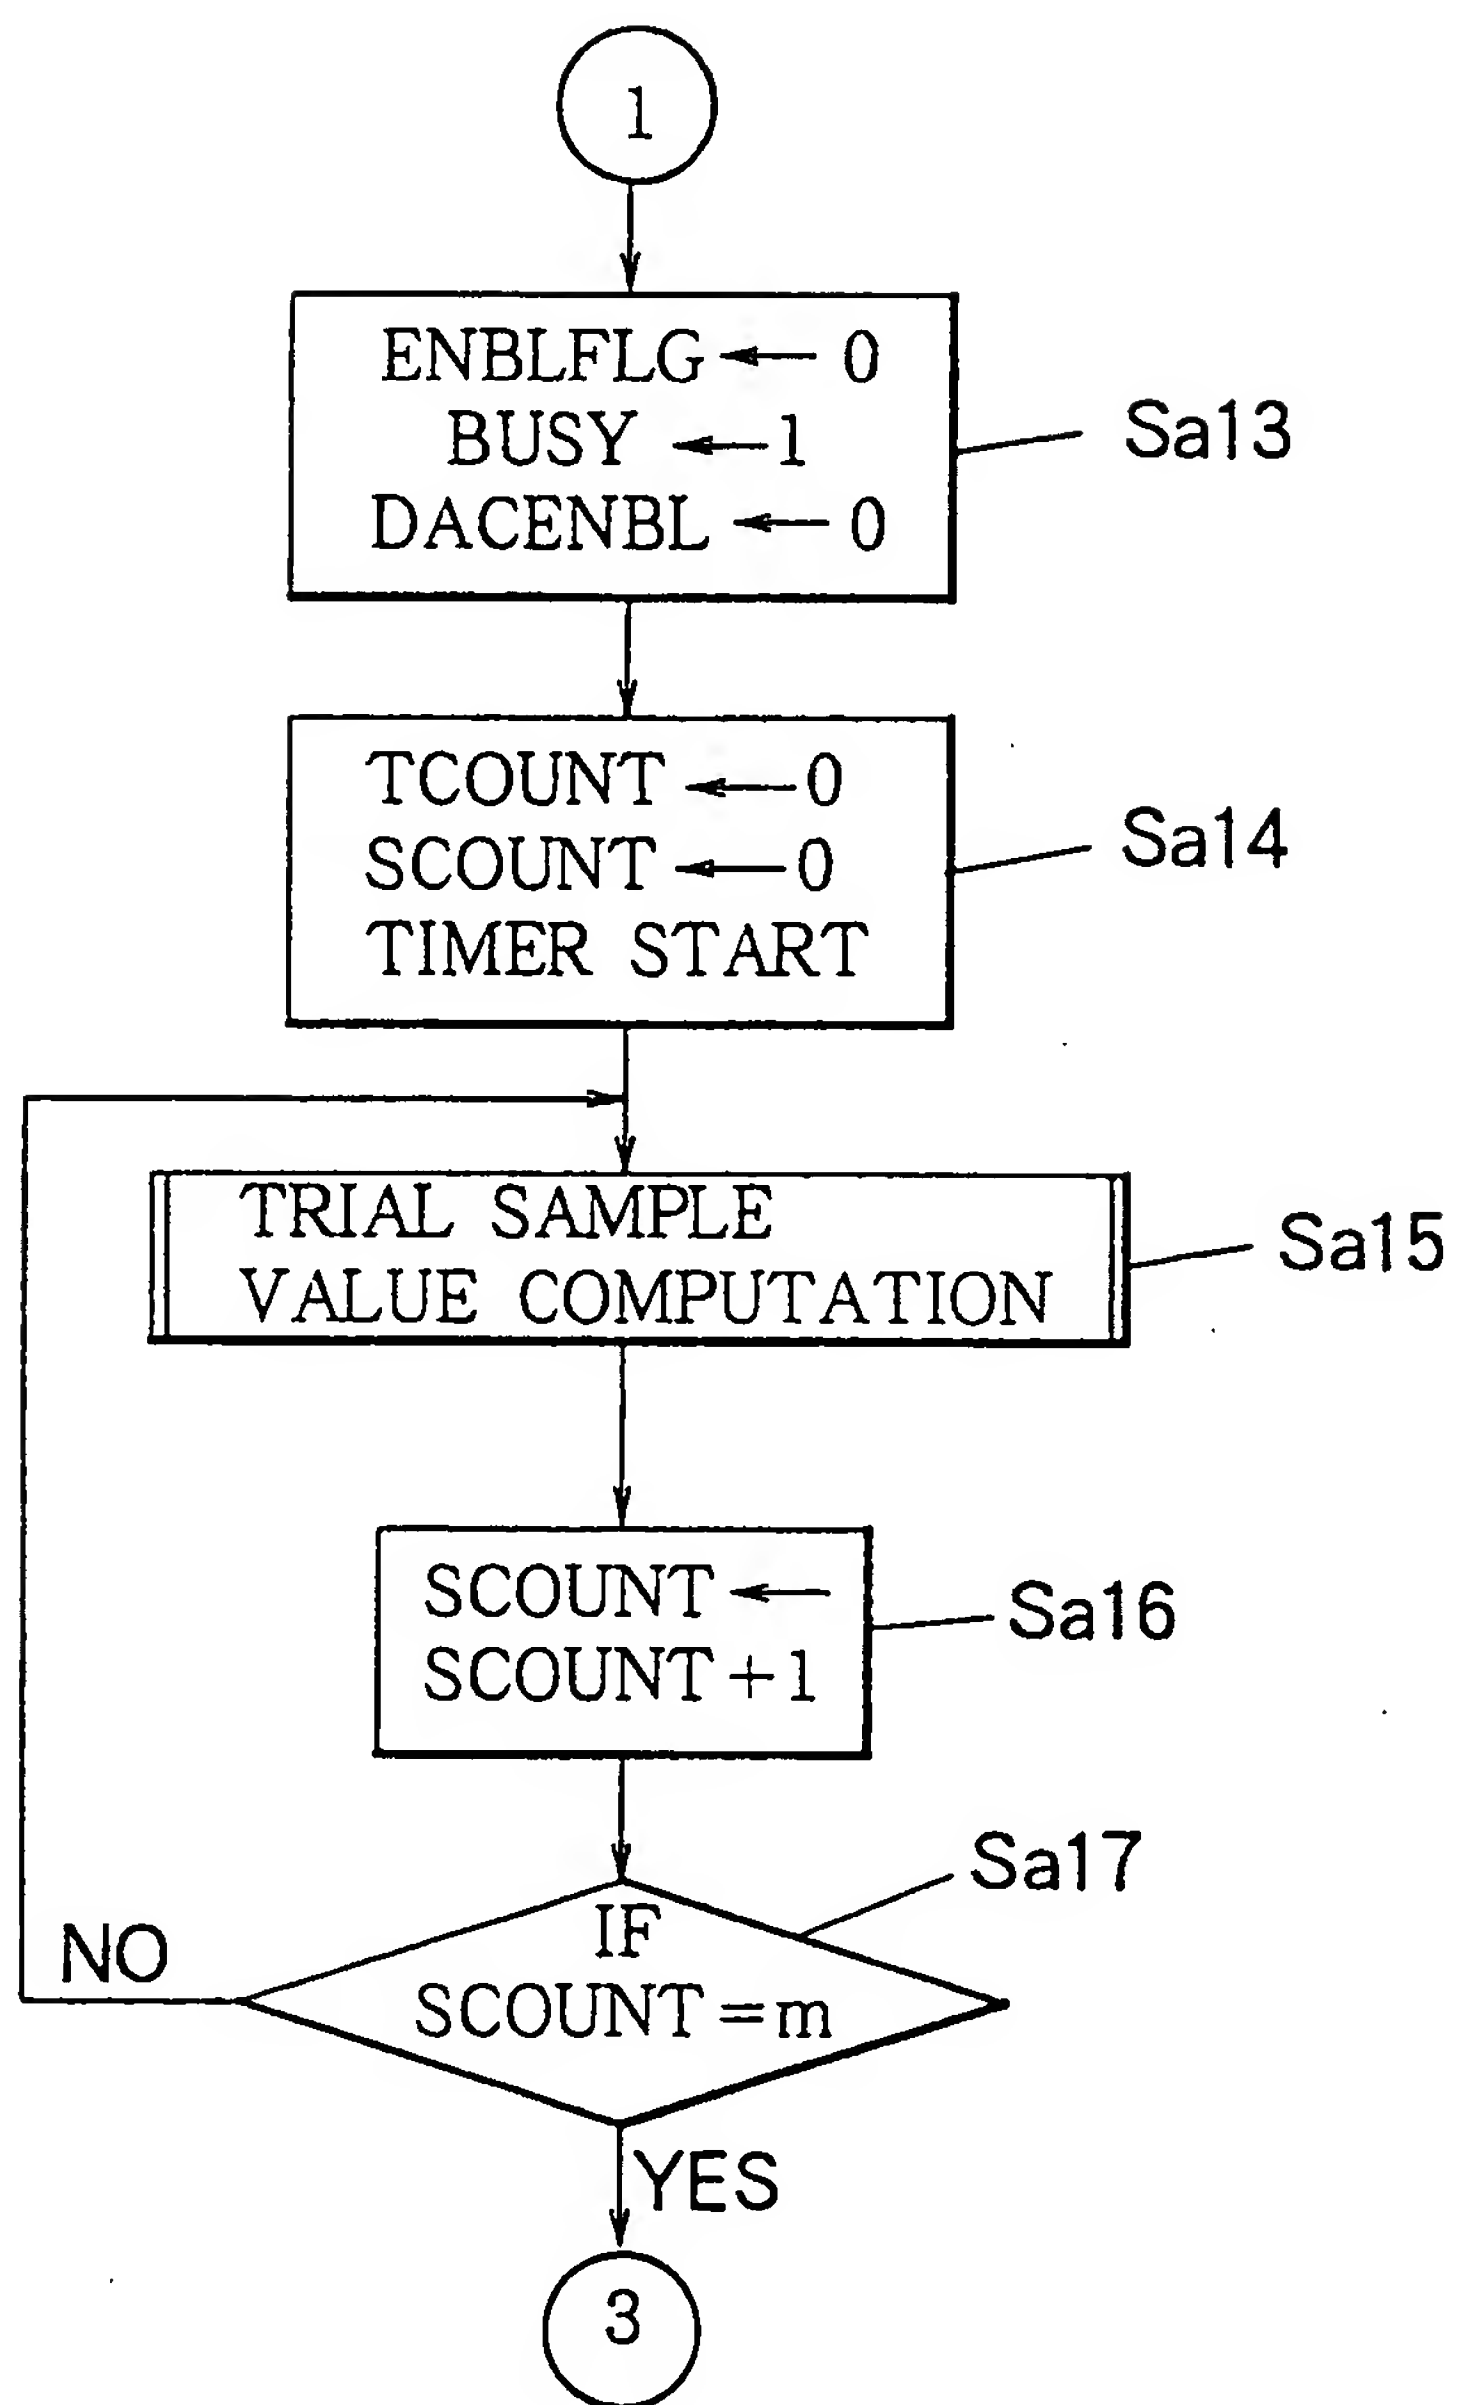 1
ENBLFLG ← 0
BUSY ← 1
DACENBL ← 0
Sa13
TCOUNT ← 0
SCOUNT ← 0
TIMER START
Sa14
TRIAL SAMPLE
VALUE COMPUTATION
Sa15
SCOUNT ←
SCOUNT + 1
Sa16
Sa17
IF
SCOUNT = m
NO
YES
3